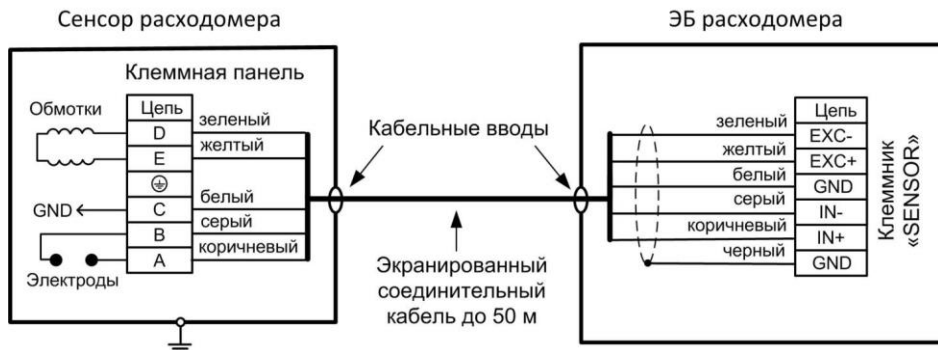 Сенсор расходомера
ЭБ расходомера
Клеммная панель
Обмотки
Цепь
D
E
C
B
A
GND
Электроды
зеленый
желтый
белый
серый
коричневый
Кабельные вводы
Экранированный
соединительный
кабель до 50 м
зеленый
желтый
белый
серый
коричневый
черный
Цепь
EXC-
EXC+
GND
IN-
IN+
GND
Клеммник
«SENSOR»